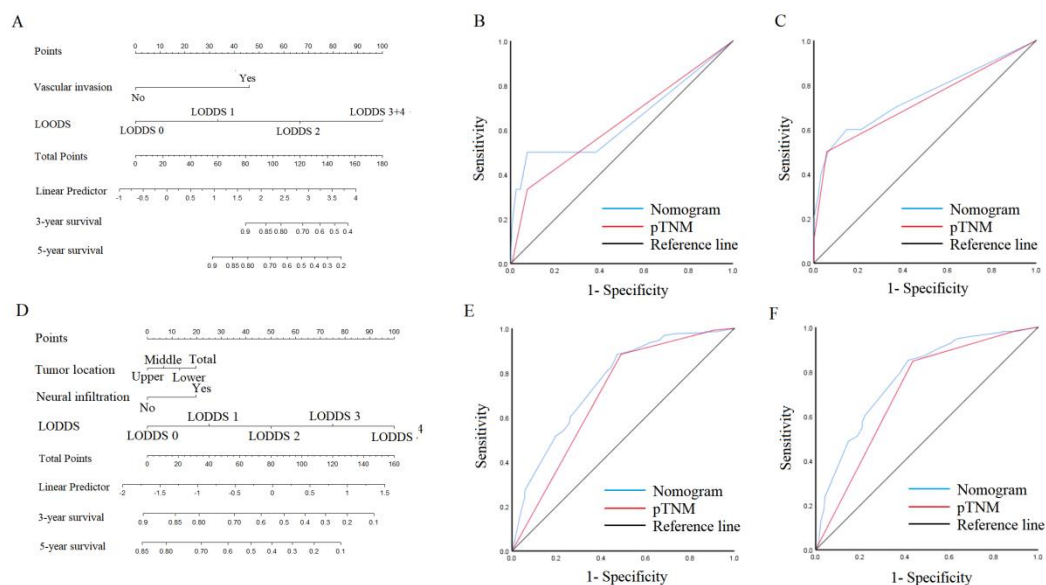 A
Points
0 10 20 30 40 50 60 70 80 90 100
Vascular invasion
Yes
No
LOODS
LODDS 1
LODDS 3+4
LODDS 0
LODDS 2
Total Points
0 20 40 60 80 100 120 140 160 180
Linear Predictor
-1 -0.5 0 0.5 1 1.5 2 2.5 3 3.5 4
3-year survival
0.9 0.85 0.80 0.70 0.6 0.5 0.4
5-year survival
0.9 0.85 0.80 0.70 0.6 0.5 0.4 0.3 0.2
B
1.0
0.8
0.6
0.4
0.2
0.0
Sensitivity
Nomogram
pTNM
Reference line
0.0 0.2 0.4 0.6 0.8 1.0
1- Specificity
C
1.0
0.8
0.6
0.4
0.2
0.0
Sensitivity
Nomogram
pTNM
Reference line
0.0 0.2 0.4 0.6 0.8 1.0
1- Specificity
D
Points
0 10 20 30 40 50 60 70 80 90 100
Tumor location
Middle Total
Upper Lower
Neural infiltration
Yes
No
LODDS
LODDS 1
LODDS 3
LODDS 0
LODDS 2
LODDS 4
Total Points
0 20 40 60 80 100 120 140 160
Linear Predictor
-2 -1.5 -1 -0.5 0 0.5 1 1.5
3-year survival
0.9 0.85 0.80 0.70 0.6 0.5 0.4 0.3 0.2 0.1
5-year survival
0.85 0.80 0.70 0.6 0.5 0.4 0.3 0.2 0.1
E
1.0
0.8
0.6
0.4
0.2
0.0
Sensitivity
Nomogram
pTNM
Reference line
0.0 0.2 0.4 0.6 0.8 1.0
1- Specificity
F
1.0
0.8
0.6
0.4
0.2
0.0
Sensitivity
Nomogram
pTNM
Reference line
0.0 0.2 0.4 0.6 0.8 1.0
1- Specificity